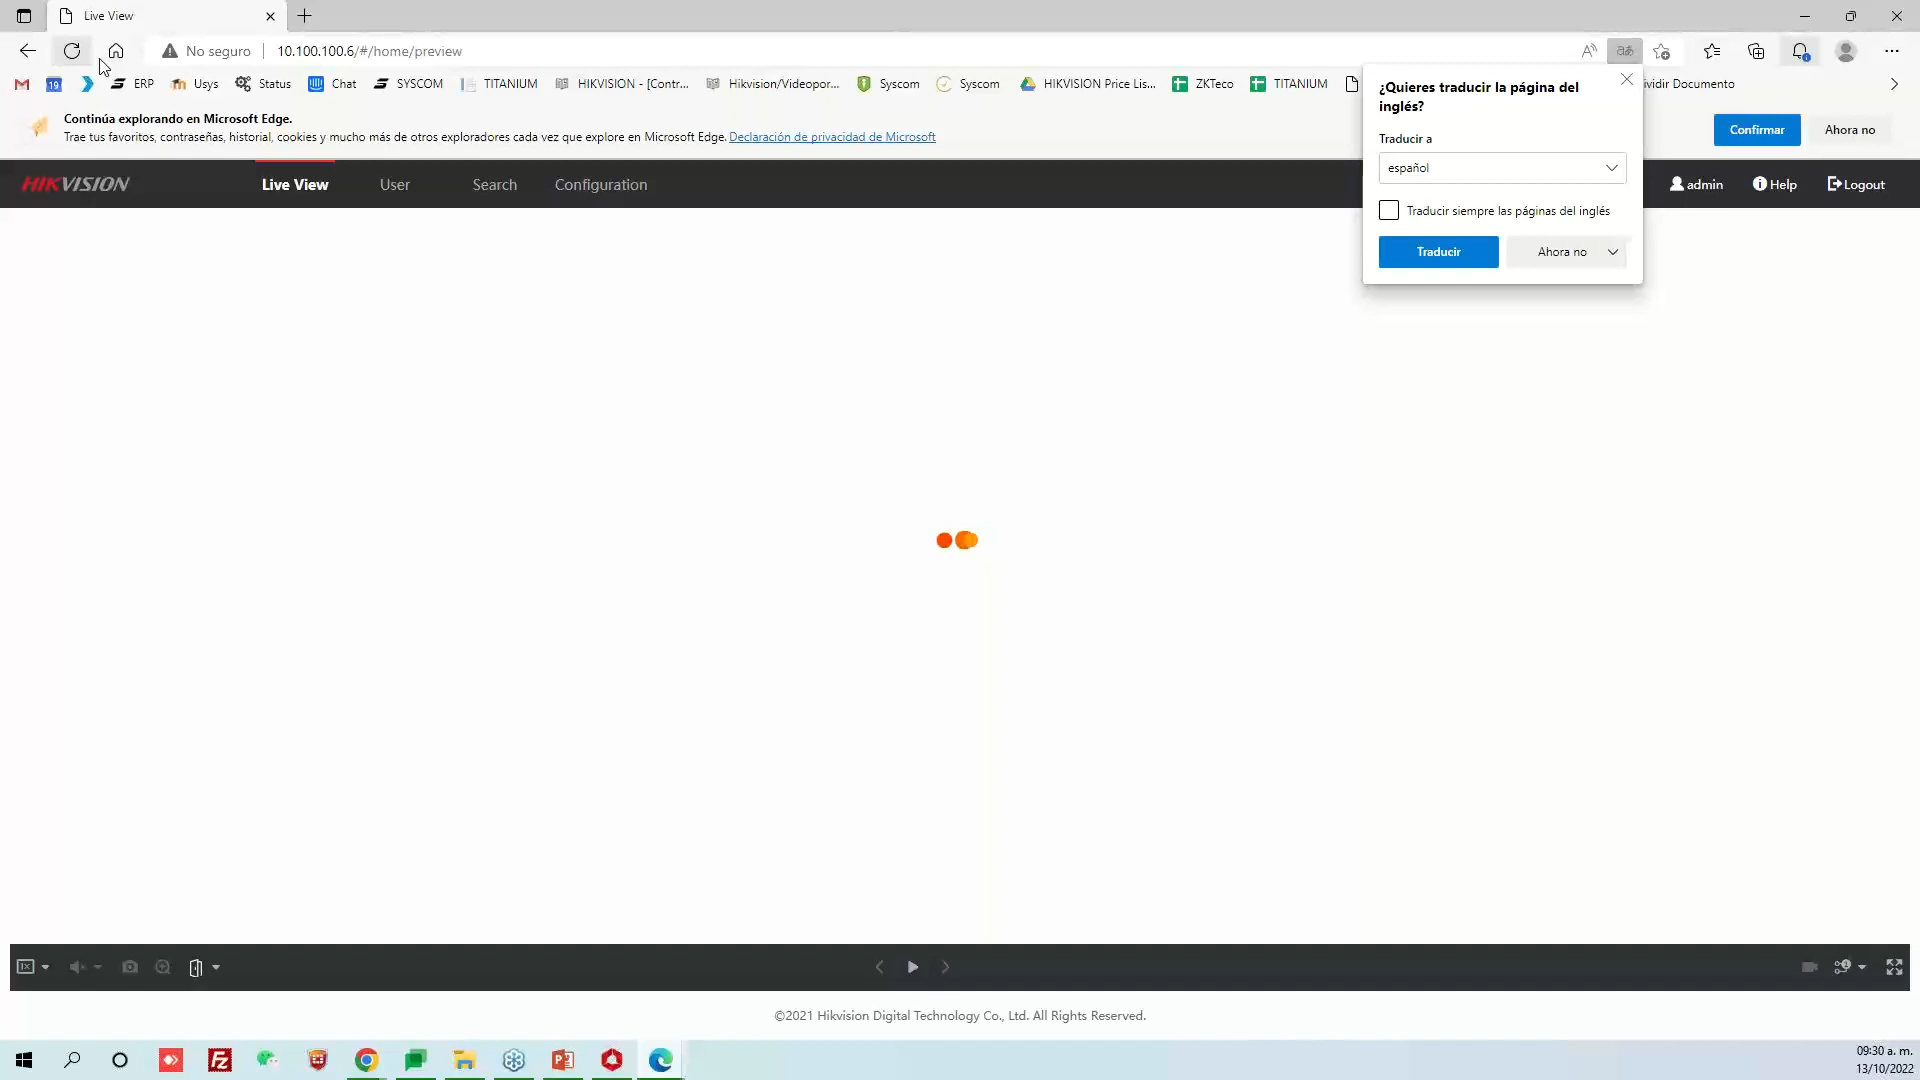 Live View
No seguro
10.100.100.6/#/home/preview
19
ERP
Usys
Status
Chat
SYSCOM
TITANIUM
HIKVISION - [Contr...
Hikvision/Videopor...
Syscom
Syscom
HIKVISION Price Lis...
ZKTeco
TITANIUM
ividir Documento
Continúa explorando en Microsoft Edge.
Trae tus favoritos, contraseñas, historial, cookies y mucho más de otros exploradores cada vez que explore en Microsoft Edge. Declaración de privacidad de Microsoft
Confirmar
Ahora no
¿Quieres traducir la página del
inglés?
Traducir a
español
Traducir siempre las páginas del inglés
Traducir
Ahora no
HIKVISION
Live View
User
Search
Configuration
admin
Help
Logout
©2021 Hikvision Digital Technology Co., Ltd. All Rights Reserved.
09:30 a. m.
13/10/2022